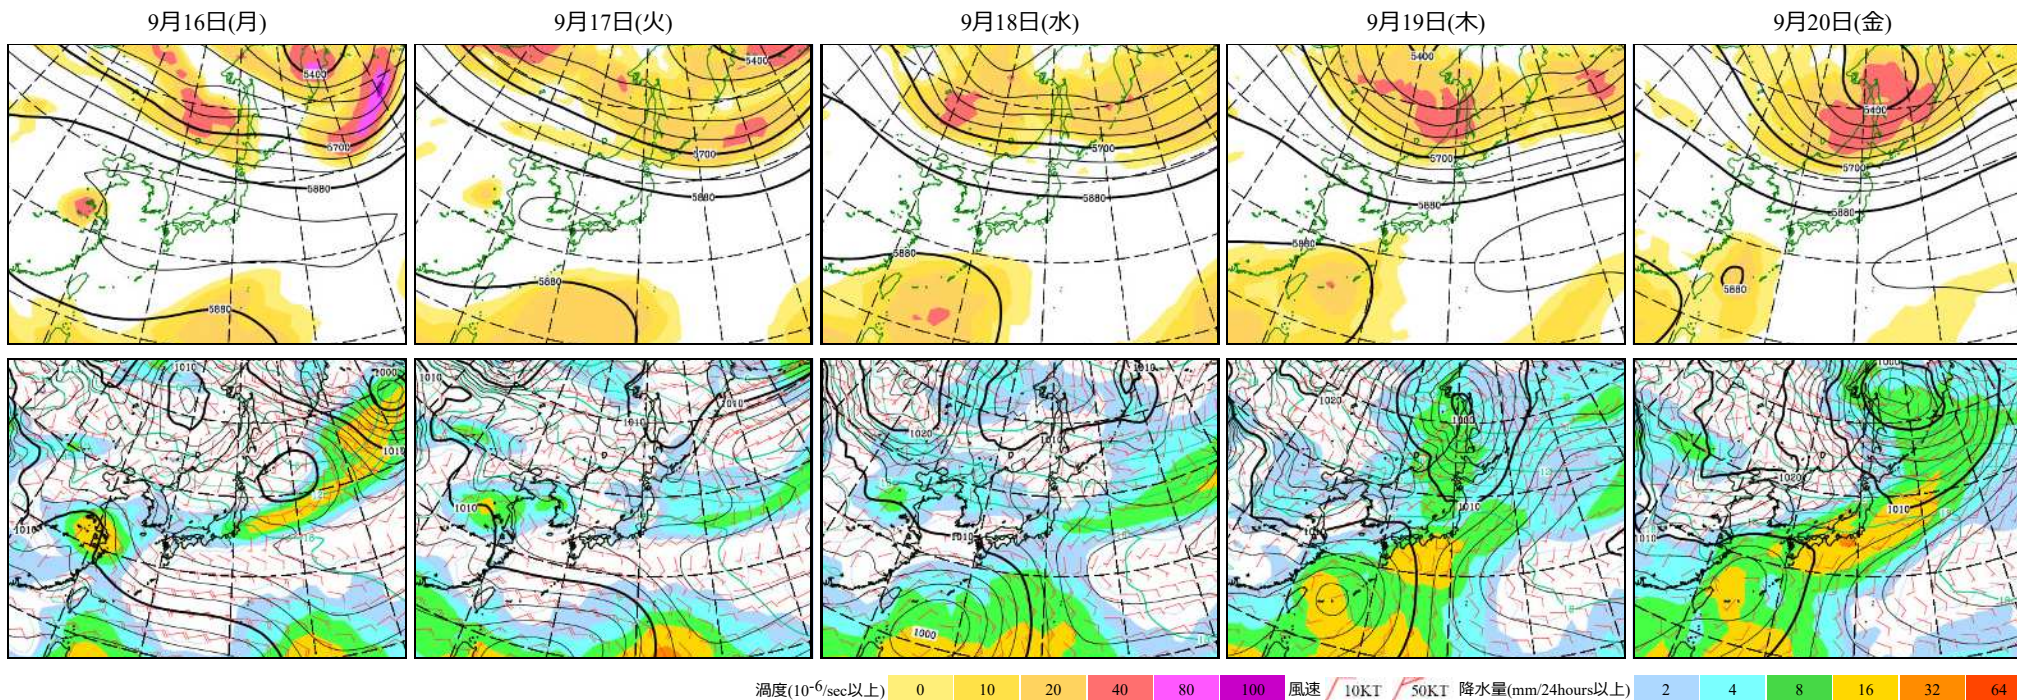 9月16日(月) 9月17日(火) 9月18日(水) 9月19日(木) 9月20日(金)
5400 5400 5400 5400
5700 5700 5700 5700 5700
5880 5880 5880 5880 5880
5880 5880 5880 5880 5880
1010 1000 1010 1010 1020 1000
1010 1010 1010 1020 1010 1000 1020
1010 1010 1010 1010 1010 1010
1000
渦度(10-6/sec以上) 0 10 20 40 80 100 風速 10KT 50KT 降水量(mm/24hours以上) 2 4 8 16 32 64